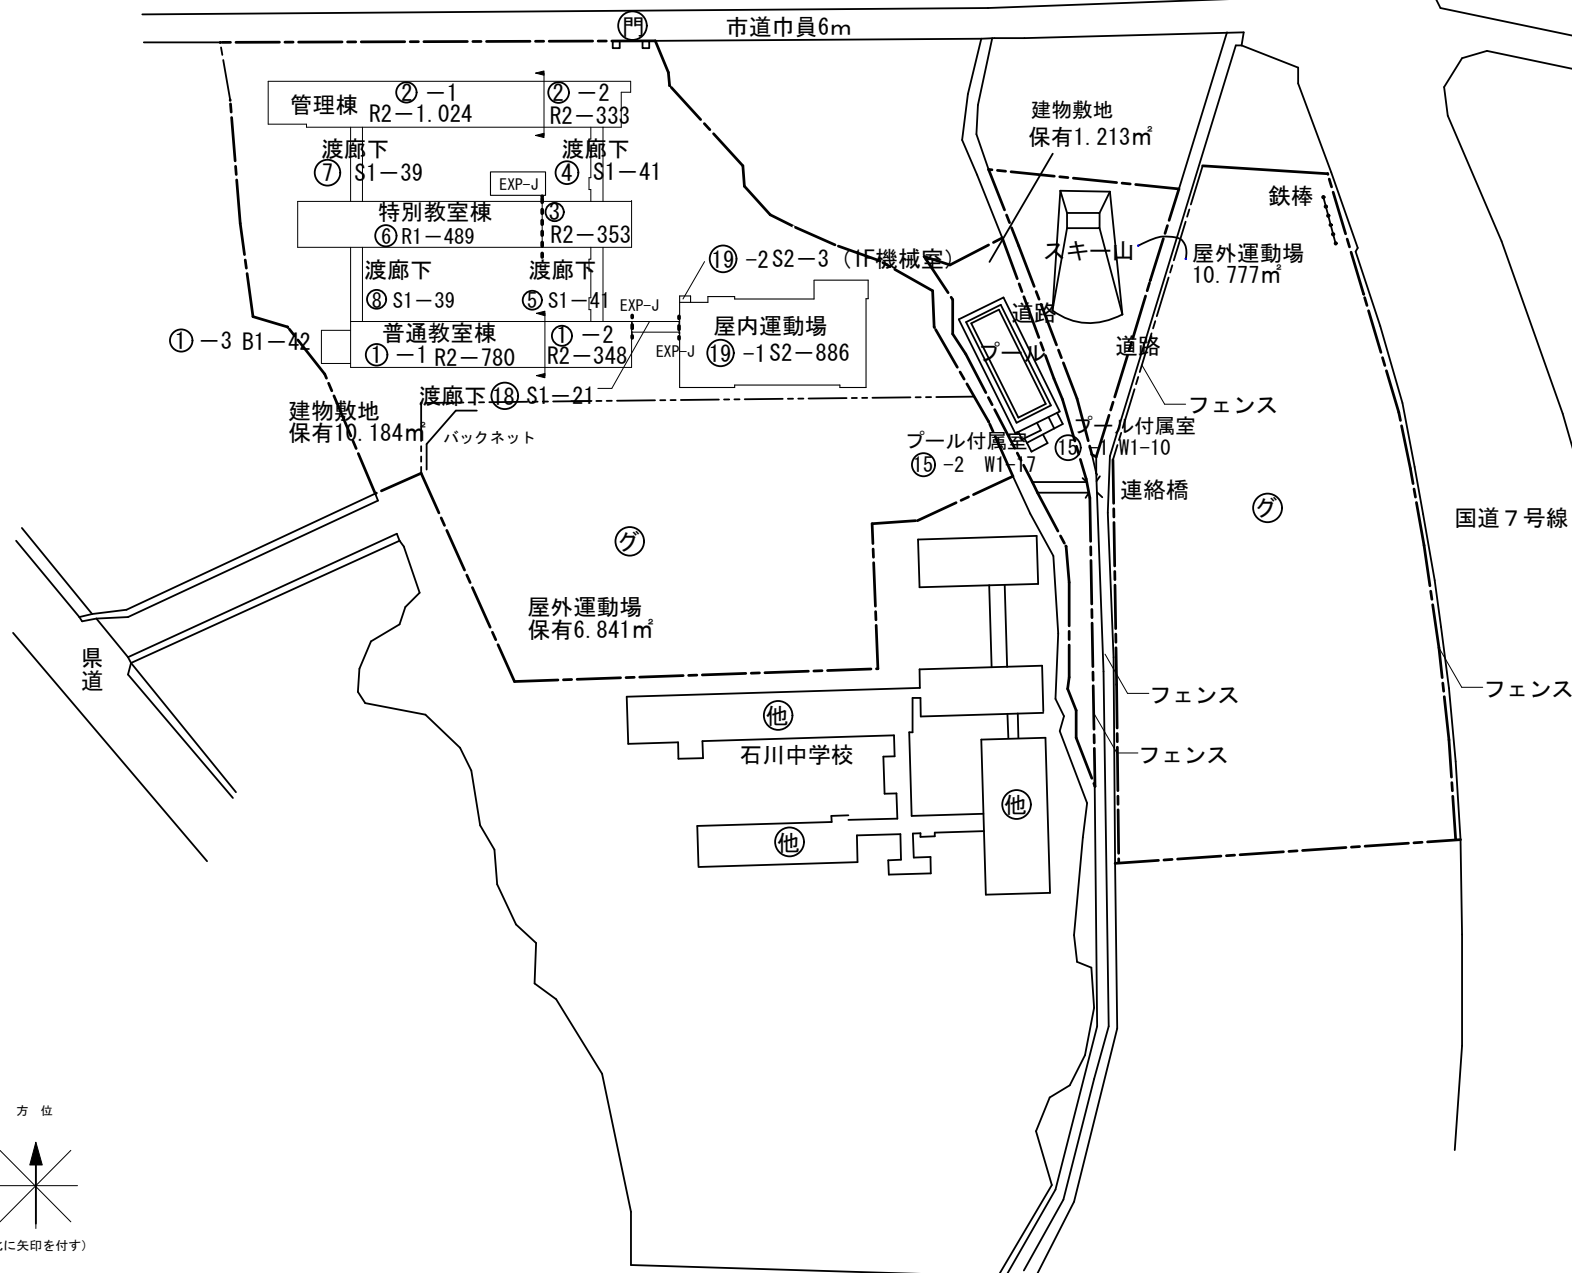 門
市道巾員6m
管理棟
②－1
R2－1.024
②－2
R2－333
建物敷地
保有1.213㎡
渡廊下
⑦ S1－39
渡廊下
④ S1－41
EXP-J
特別教室棟
⑥R1－489
③
R2－353
鉄棒
スキー山
屋外運動場
10.777㎡
渡廊下
⑧S1－39
渡廊下
⑤S1－41
⑲-2S2－3（1F機械室）
EXP-J
道路
①－3 B1－42
普通教室棟
①－1 R2－780
①－2
R2－348
EXP-J
屋内運動場
⑲-1S2－886
プール
道路
渡廊下⑱S1－21
フェンス
建物敷地
保有10.184㎡
バックネット
プール付属室
⑮-2 W1-17
プール付属室
⑮-1 W1-10
連絡橋
グ
国道７号線
グ
屋外運動場
保有6.841㎡
県道
フェンス
フェンス
フェンス
他
石川中学校
他
他
方 位
に矢印を付す）